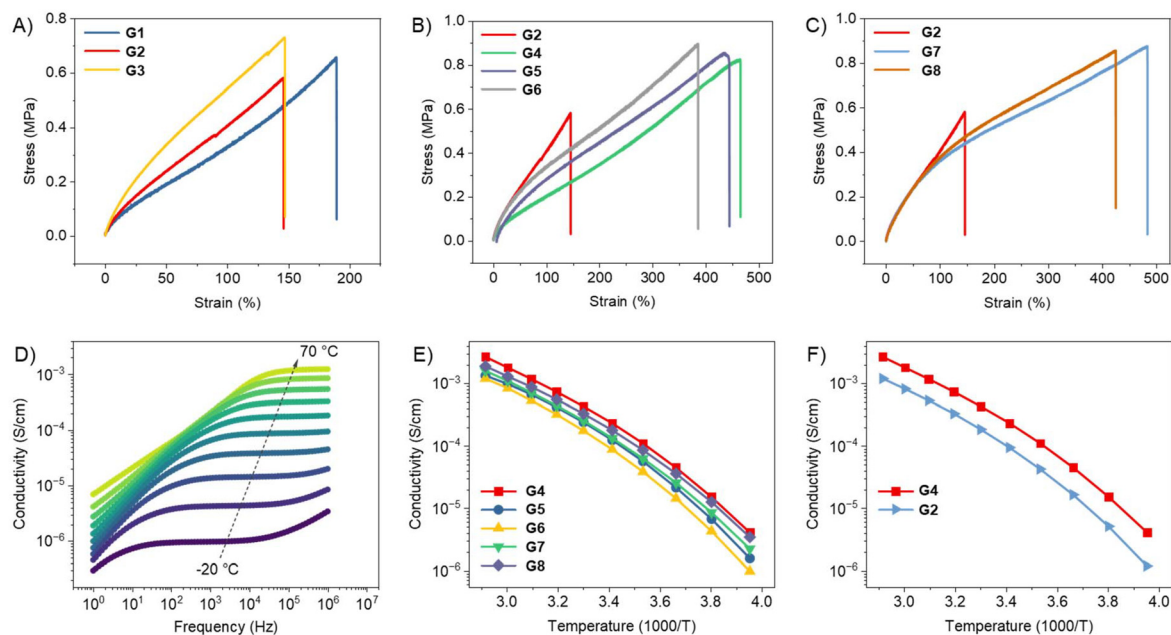 A)
G1
G2
G3
Stress (MPa)
0.8
0.6
0.4
0.2
0.0
0 50 100 150 200
Strain (%)
B)
G2
G4
G5
G6
Stress (MPa)
1.0
0.8
0.6
0.4
0.2
0.0
0 100 200 300 400 500
Strain (%)
C)
G2
G7
G8
Stress (MPa)
1.0
0.8
0.6
0.4
0.2
0.0
0 100 200 300 400 500
Strain (%)
D)
70 °C
-20 °C
Conductivity (S/cm)
10⁻³
10⁻⁴
10⁻⁵
10⁻⁶
10⁰ 10¹ 10² 10³ 10⁴ 10⁵ 10⁶ 10⁷
Frequency (Hz)
E)
Conductivity (S/cm)
10⁻³
10⁻⁴
10⁻⁵
10⁻⁶
G4
G5
G6
G7
G8
3.0 3.2 3.4 3.6 3.8 4.0
Temperature (1000/T)
F)
Conductivity (S/cm)
10⁻³
10⁻⁴
10⁻⁵
10⁻⁶
G4
G2
3.0 3.2 3.4 3.6 3.8 4.0
Temperature (1000/T)